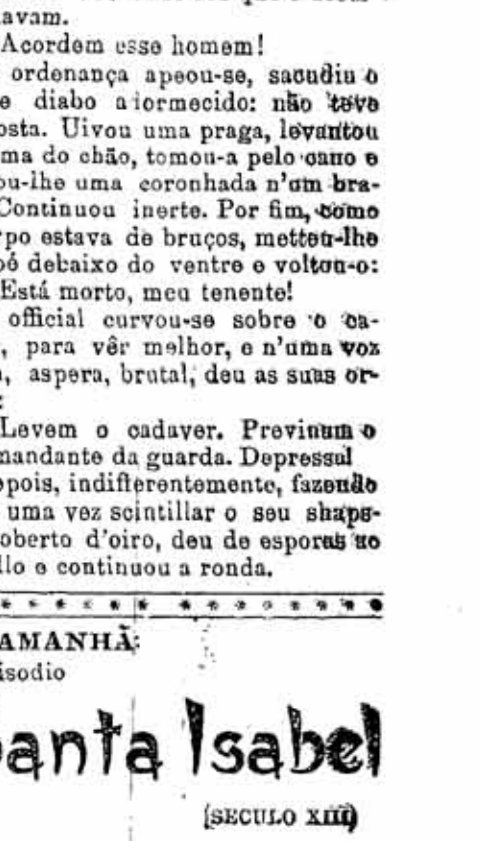 avam.
Acordem esse homem!
ordenança apeou-se, sacudiu o
e diabo adormecido: não teve
osta. Uivou uma praga, levantou
ma do chão, tomou-a pelo cano e
ou-lhe uma coronhada n'um bra-
Continuou inerte. Por fim, como
po estava de bruços, metteu-lhe
pé debaixo do ventre e voltou-o:
Está morto, meu tenente!
official curvou-se sobre o ca-
, para vêr melhor, e n'uma voz
, aspera, brutal, deu as suas or-
:
Levem o cadaver. Previnam o
mandante da guarda. Depressa!
epois, indifferentemente, fazendo
uma vez scintillar o seu shaps-
oberto d'oiro, deu de esporas ao
llo e continuou a ronda.
AMANHÃ:
isodio
anta Isabel
(SECULO XIII)